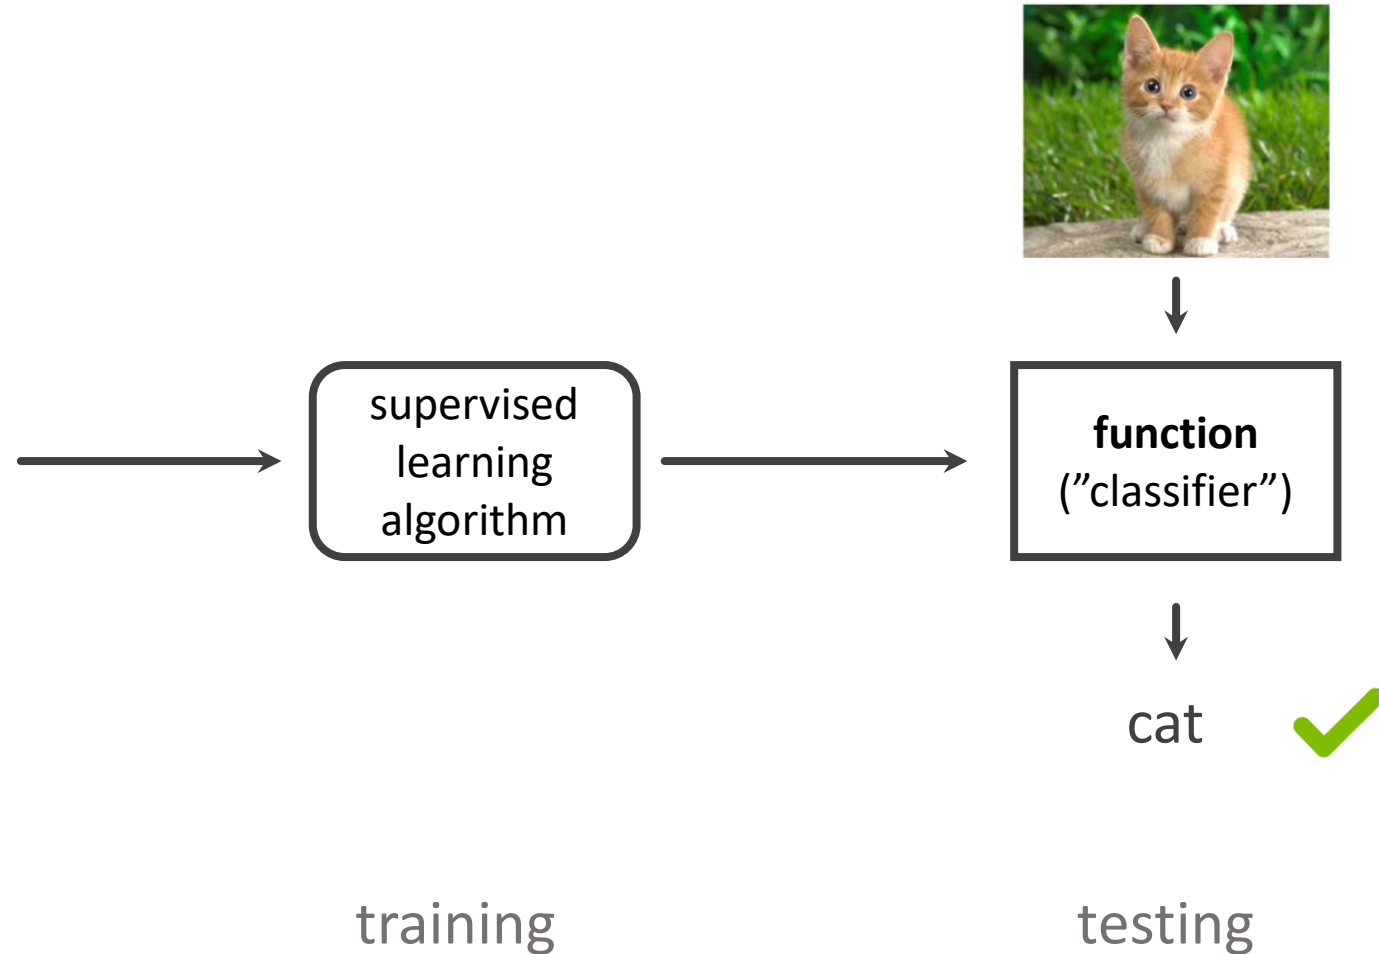 supervised
learning
algorithm
function
(”classifier”)
cat
training
testing